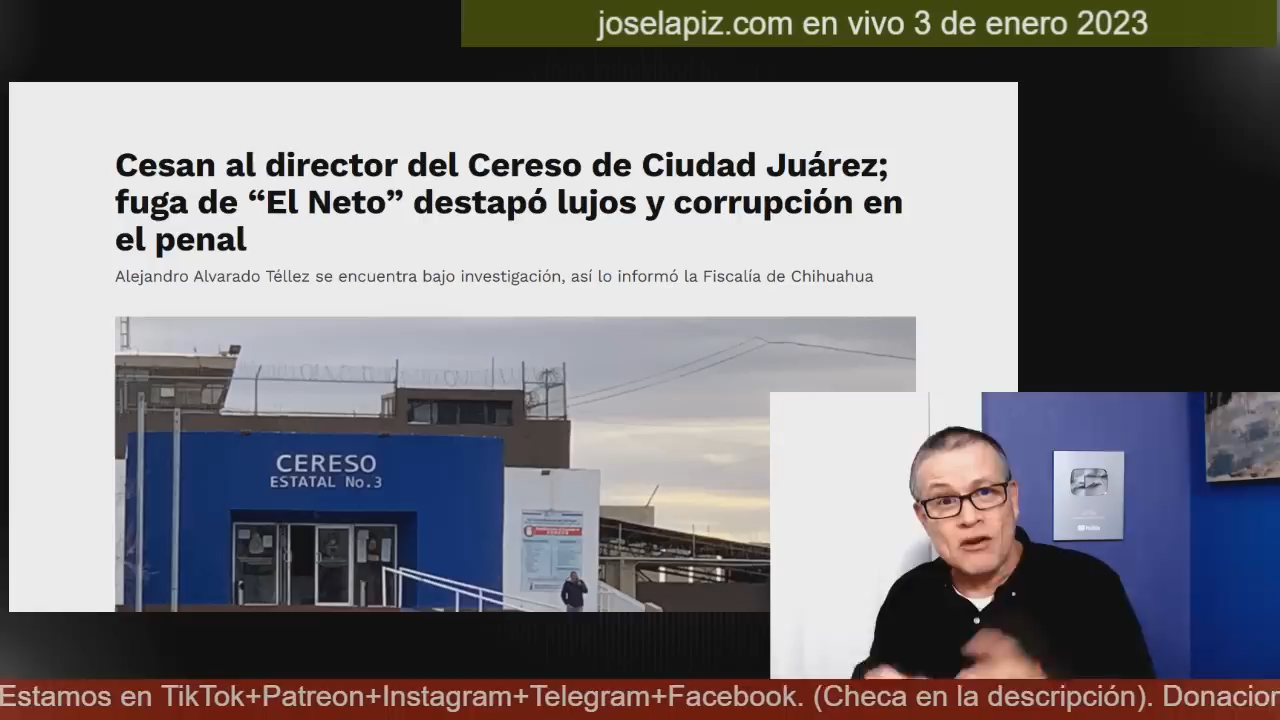 joselapiz.com en vivo 3 de enero 2023
Cesan al director del Cereso de Ciudad Juárez;
fuga de “El Neto” destapó lujos y corrupción en
el penal
Alejandro Alvarado Téllez se encuentra bajo investigación, así lo informó la Fiscalía de Chihuahua
CERESO
ESTATAL No.3
Estamos en TikTok+Patreon+Instagram+Telegram+Facebook. (Checa en la descripción). Donacion